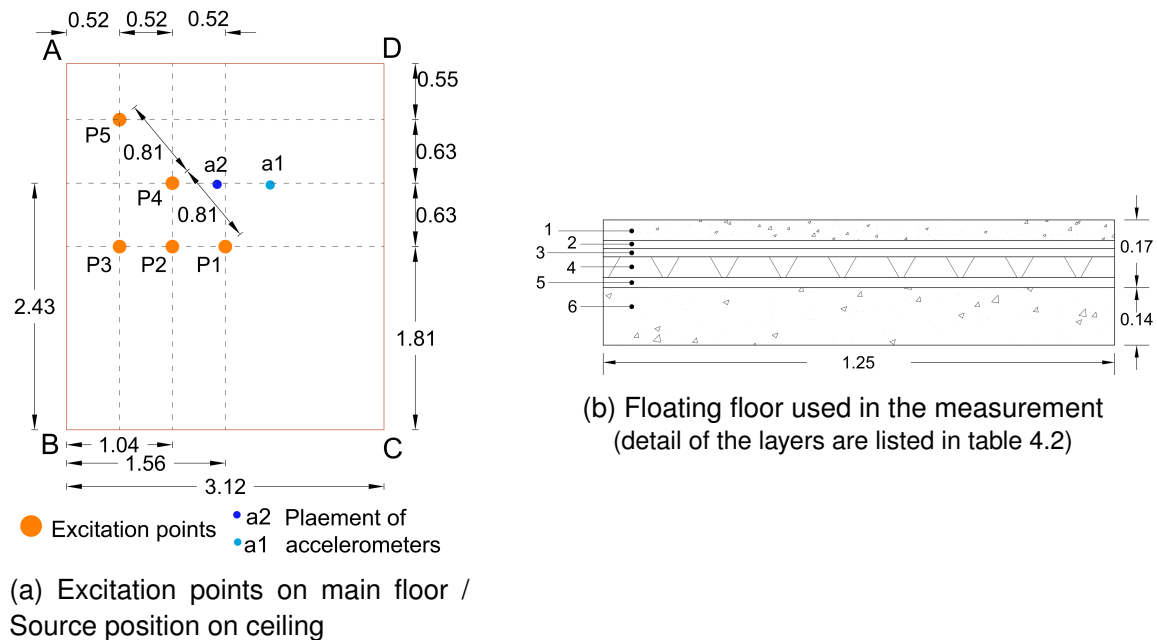 0.52 0.52 0.52
A D
0.55
P5
0.81
0.63
a2 a1
P4
0.81
0.63
P3 P2 P1
2.43
1.81
B
1.04
C
1.56
3.12
Excitation points
a2 Plaement of
a1 accelerometers
(a) Excitation points on main floor /
Source position on ceiling
1
2
3
4
5
6
0.17
0.14
1.25
(b) Floating floor used in the measurement
(detail of the layers are listed in table 4.2)